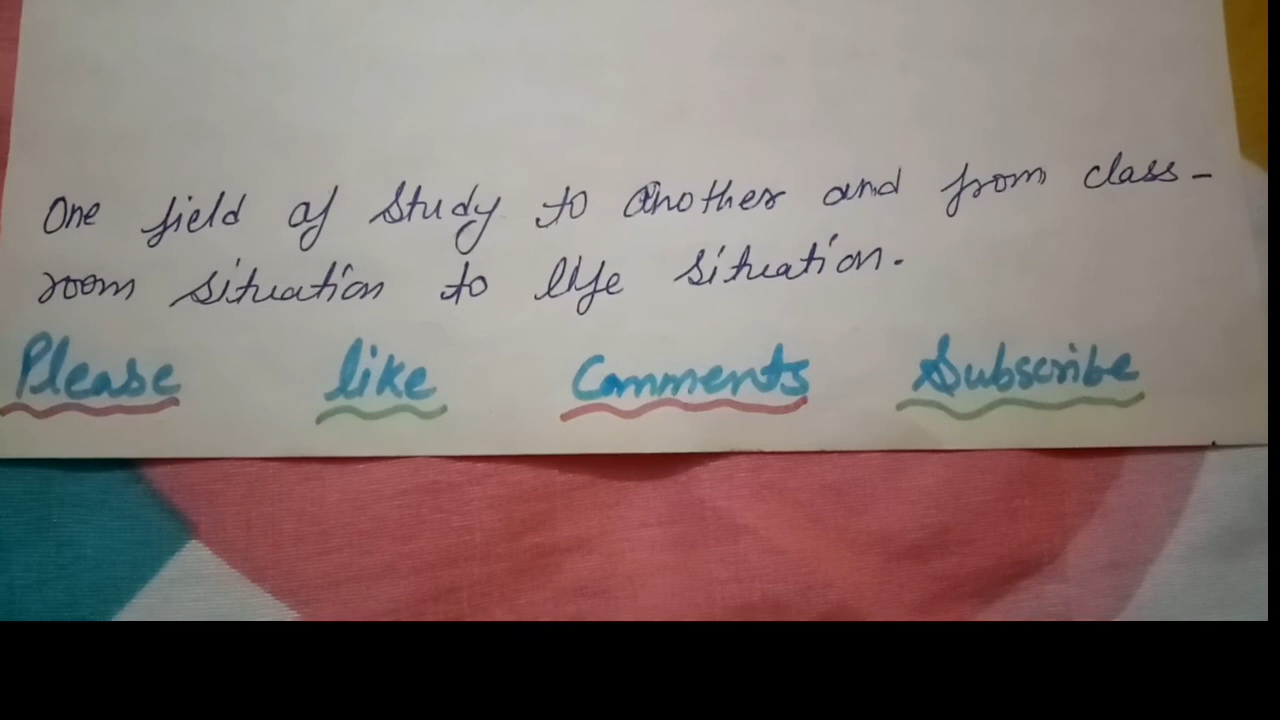 One field of study to another and from class-
room situation to life situation.
Please like Comments Subscribe